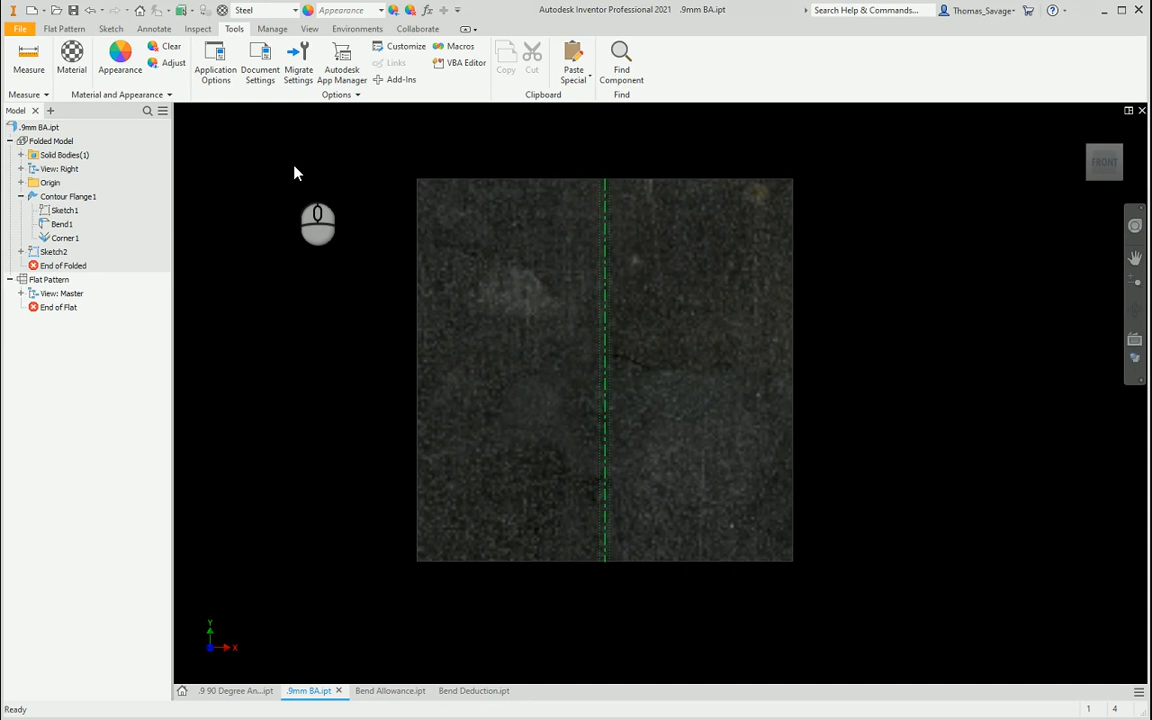 Steel
Appearance
fx
Autodesk Inventor Professional 2021 .9mm BA.ipt
Search Help & Commands...
Thomas_Savage
File
Flat Pattern
Sketch
Annotate
Inspect
Tools
Manage
View
Environments
Collaborate
Measure
Material
Appearance
Clear
Adjust
Application Options
Document Settings
Migrate Settings
Autodesk App Manager
Customize
Links
Add-Ins
Macros
VBA Editor
Copy
Cut
Paste Special
Find Component
Measure
Material and Appearance
Options
Clipboard
Find
Model
.9mm BA.ipt
Folded Model
Solid Bodies(1)
View: Right
Origin
Contour Flange1
Sketch1
Bend1
Corner1
Sketch2
End of Folded
Flat Pattern
View: Master
End of Flat
FRONT
Y
X
.9 90 Degree An...ipt
.9mm BA.ipt
Bend Allowance.ipt
Bend Deduction.ipt
Ready
1
4